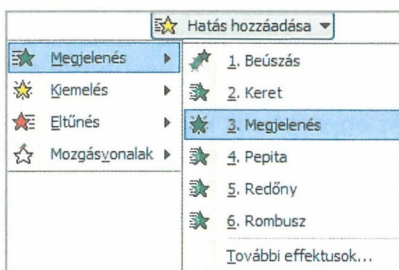 Hatás hozzáadása
Megjelenés
Kiemelés
Eltűnés
Mozgásvonalak
1. Beúszás
2. Keret
3. Megjelenés
4. Pepita
5. Redőny
6. Rombusz
További effektusok...